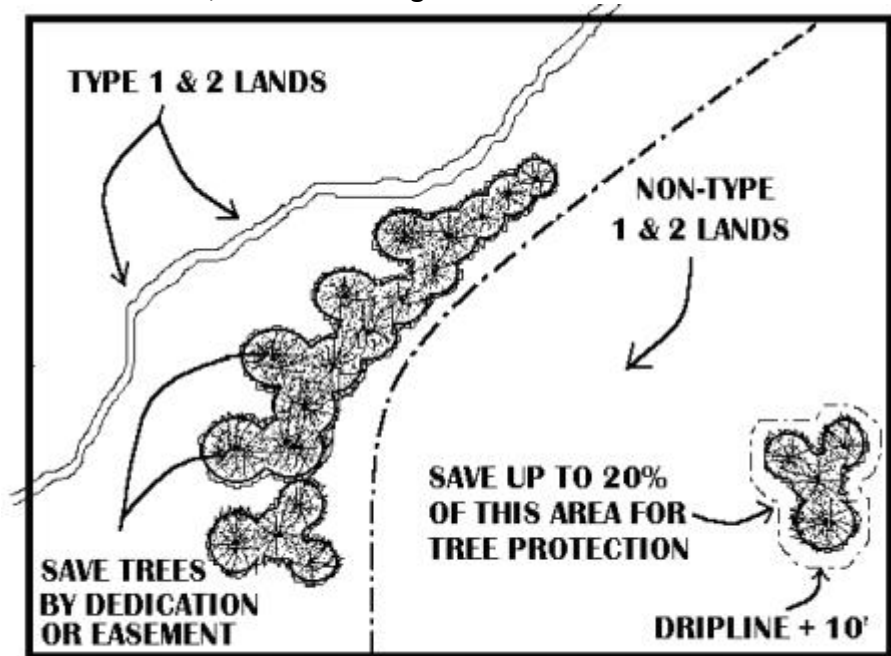 TYPE 1 & 2 LANDS
NON-TYPE
1 & 2 LANDS
SAVE UP TO 20%
OF THIS AREA FOR
TREE PROTECTION
SAVE TREES
BY DEDICATION
OR EASEMENT
DRIPLINE + 10'